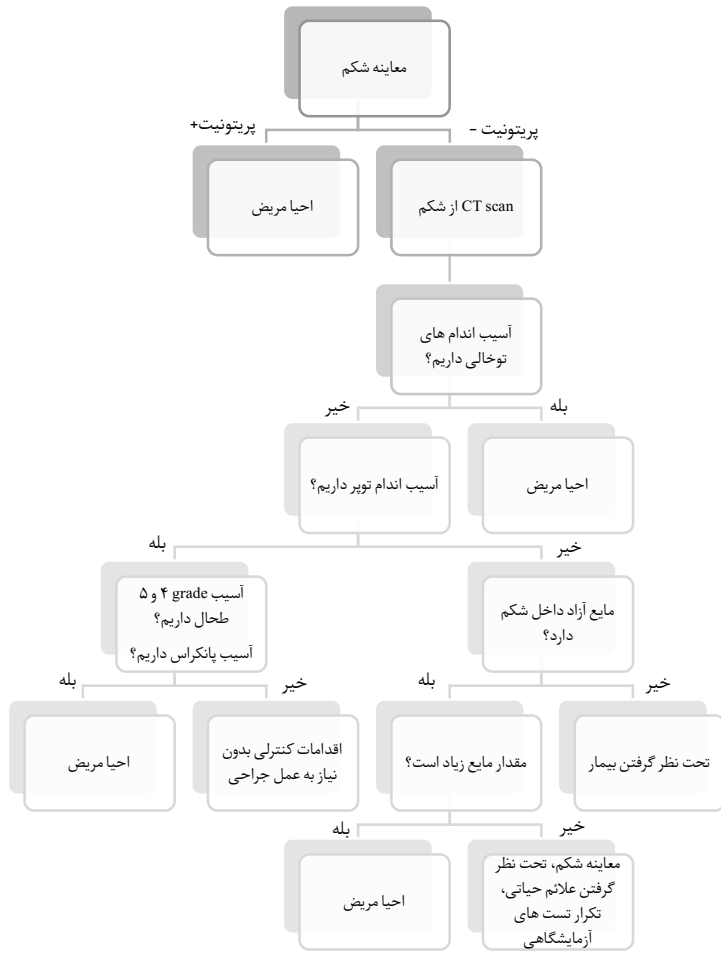 معاینه شکم
پریتونیت+
پریتونیت -
احیا مریض
CT scan از شکم
آسیب اندام های
توخالی داریم؟
خیر
بله
آسیب اندام توپر داریم؟
احیا مریض
بله
خیر
آسیب grade ۴ و ۵
طحال داریم؟
آسیب پانکراس داریم؟
مایع آزاد داخل شکم
دارد؟
بله
خیر
بله
خیر
احیا مریض
اقدامات کنترلی بدون
نیاز به عمل جراحی
مقدار مایع زیاد است؟
تحت نظر گرفتن بیمار
بله
خیر
احیا مریض
معاینه شکم، تحت نظر
گرفتن علائم حیاتی،
تکرار تست های
آزمایشگاهی